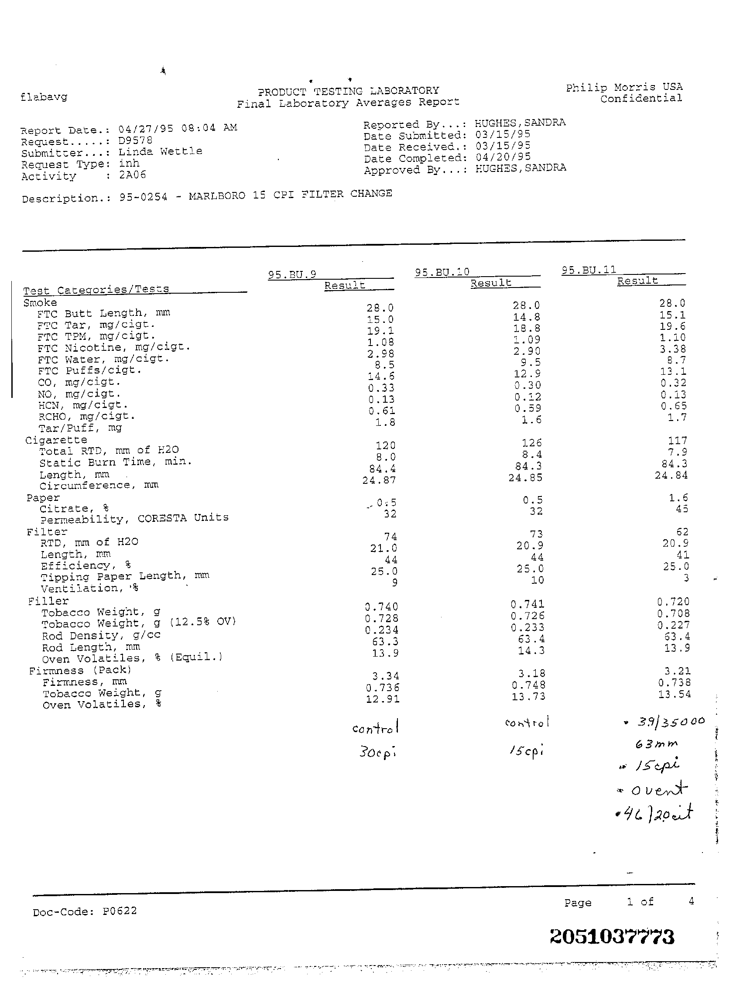 flabavg
PRODUCT TESTING LABORATORY
Final Laboratory Averages Report
Philip Morris USA
Confidential
Report Date.: 04/27/95 08:04 AM
Request.....: D9578
Submitter...: Linda Wettle
Request Type: inh
Activity    : 2A06
Reported By...: HUGHES,SANDRA
Date Submitted: 03/15/95
Date Received.: 03/15/95
Date Completed: 04/20/95
Approved By...: HUGHES,SANDRA
Description.: 95-0254 - MARLBORO 15 CPI FILTER CHANGE
95.BU.9 95.BU.10 95.BU.11
Test Categories/Tests Result Result Result
Smoke
FTC Butt Length, mm 28.0 28.0 28.0
FTC Tar, mg/cigt. 15.0 14.8 15.1
FTC TPM, mg/cigt. 19.1 18.8 19.6
FTC Nicotine, mg/cigt. 1.08 1.09 1.10
FTC Water, mg/cigt. 2.98 2.90 3.38
FTC Puffs/cigt. 8.5 9.5 8.7
CO, mg/cigt. 14.6 12.9 13.1
NO, mg/cigt. 0.33 0.30 0.32
HCN, mg/cigt. 0.13 0.12 0.13
RCHO, mg/cigt. 0.61 0.59 0.65
Tar/Puff, mg 1.8 1.6 1.7
Cigarette
Total RTD, mm of H2O 120 126 117
Static Burn Time, min. 8.0 8.4 7.9
Length, mm 84.4 84.3 84.3
Circumference, mm 24.87 24.85 24.84
Paper
Citrate, % 0.5 0.5 1.6
Permeability, CORESTA Units 32 32 45
Filter
RTD, mm of H2O 74 73 62
Length, mm 21.0 20.9 20.9
Efficiency, % 44 44 41
Tipping Paper Length, mm 25.0 25.0 25.0
Ventilation, % 9 10 3
Filler
Tobacco Weight, g 0.740 0.741 0.720
Tobacco Weight, g (12.5% OV) 0.728 0.726 0.708
Rod Density, g/cc 0.234 0.233 0.227
Rod Length, mm 63.3 63.4 63.4
Oven Volatiles, % (Equil.) 13.9 14.3 13.9
Firmness (Pack)
Firmness, mm 3.34 3.18 3.21
Tobacco Weight, g 0.736 0.748 0.738
Oven Volatiles, % 12.91 13.73 13.54
control control • 39/35000
30cpi 15cpi 63mm
• 15cpi
• 0 vent
• 46/20cit
Page 1 of 4
Doc-Code: P0622
2051037773